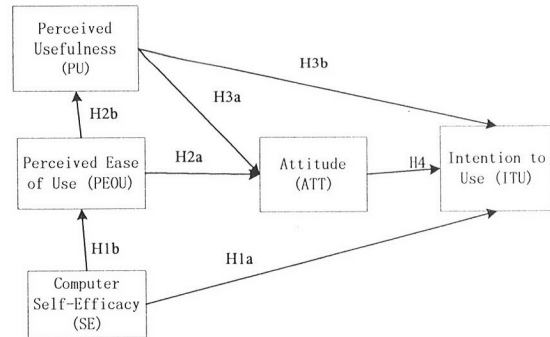 Perceived
Usefulness
(PU)
H3b
H3a
H2b
Perceived Ease
of Use (PEOU)
H2a
Attitude
(ATT)
H4
Intention to
Use (ITU)
H1b
H1a
Computer
Self-Efficacy
(SE)